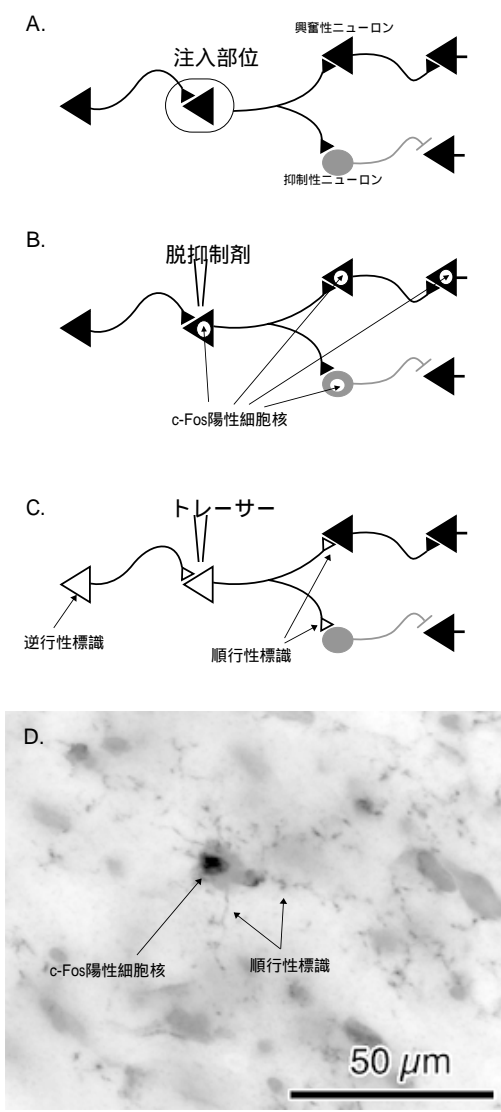 A.
興奮性ニューロン
注入部位
抑制性ニューロン
B.
脱抑制剤
c-Fos陽性細胞核
C.
トレーサー
逆行性標識
順行性標識
D.
c-Fos陽性細胞核
順行性標識
50 µm